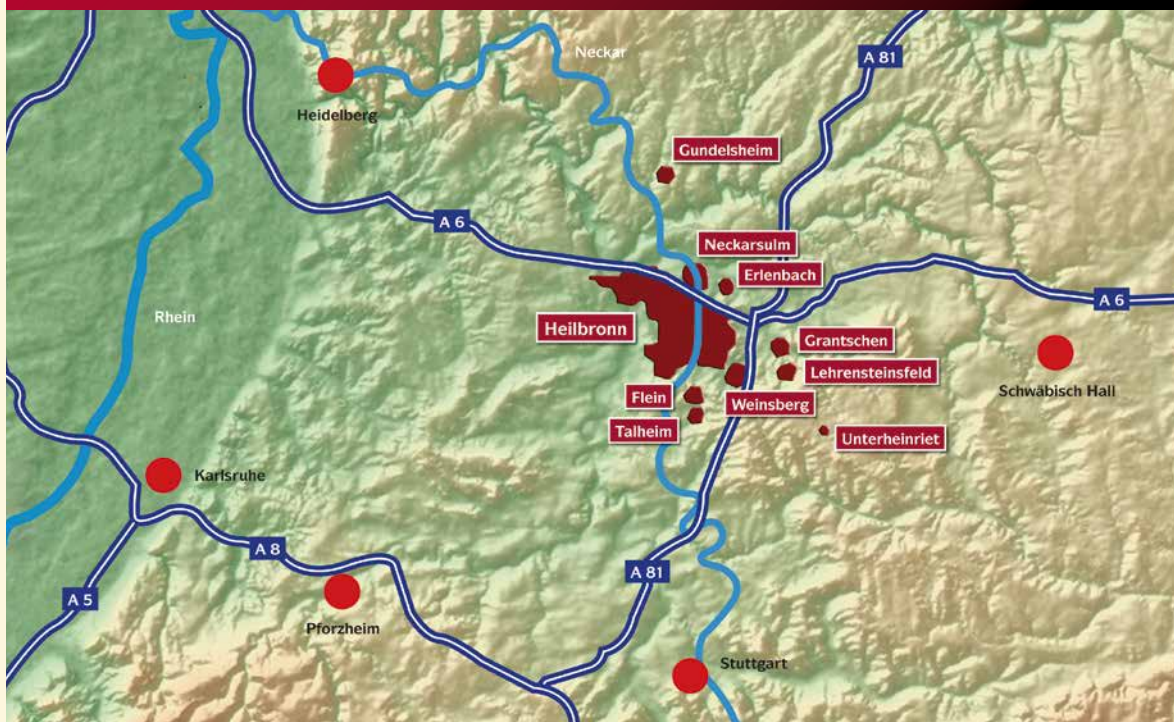 Neckar
A 81
Heidelberg
Gundelsheim
A 6
Neckarsulm
Erlenbach
A 6
Rhein
Heilbronn
Grantschen
Lehrensteinsfeld
Schwäbisch Hall
Flein
Weinsberg
Talheim
Unterheinriet
Karlsruhe
A 8
A 81
A 5
Pforzheim
Stuttgart